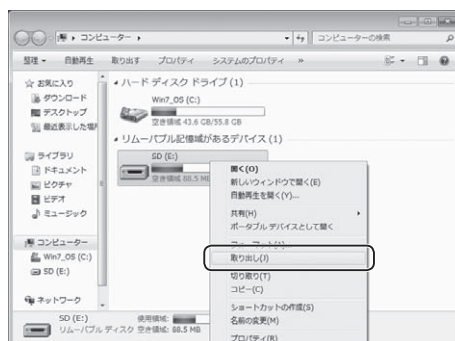 コンピューター
コンピューターの検索
整理 自動再生 取り出す プロパティ システムのプロパティ »
お気に入り
ダウンロード
デスクトップ
最近表示した場所
ライブラリ
ドキュメント
ピクチャ
ビデオ
ミュージック
コンピューター
Win7_OS (C:)
SD (E:)
ネットワーク
ハード ディスク ドライブ (1)
Win7_OS (C:)
空き領域 43.6 GB/55.8 GB
リムーバブル記憶域があるデバイス (1)
SD (E:)
空き領域 88.5 MB
開く(O)
新しいウィンドウで開く(E)
自動再生を開く(Y)...
共有(H)
ポータブル デバイスとして開く
フォーマット(A)...
取り出し(J)
切り取り(T)
コピー(C)
ショートカットの作成(S)
名前の変更(M)
プロパティ(R)
SD (E:) 使用領域:
リムーバブル ディスク 空き領域: 88.5 MB